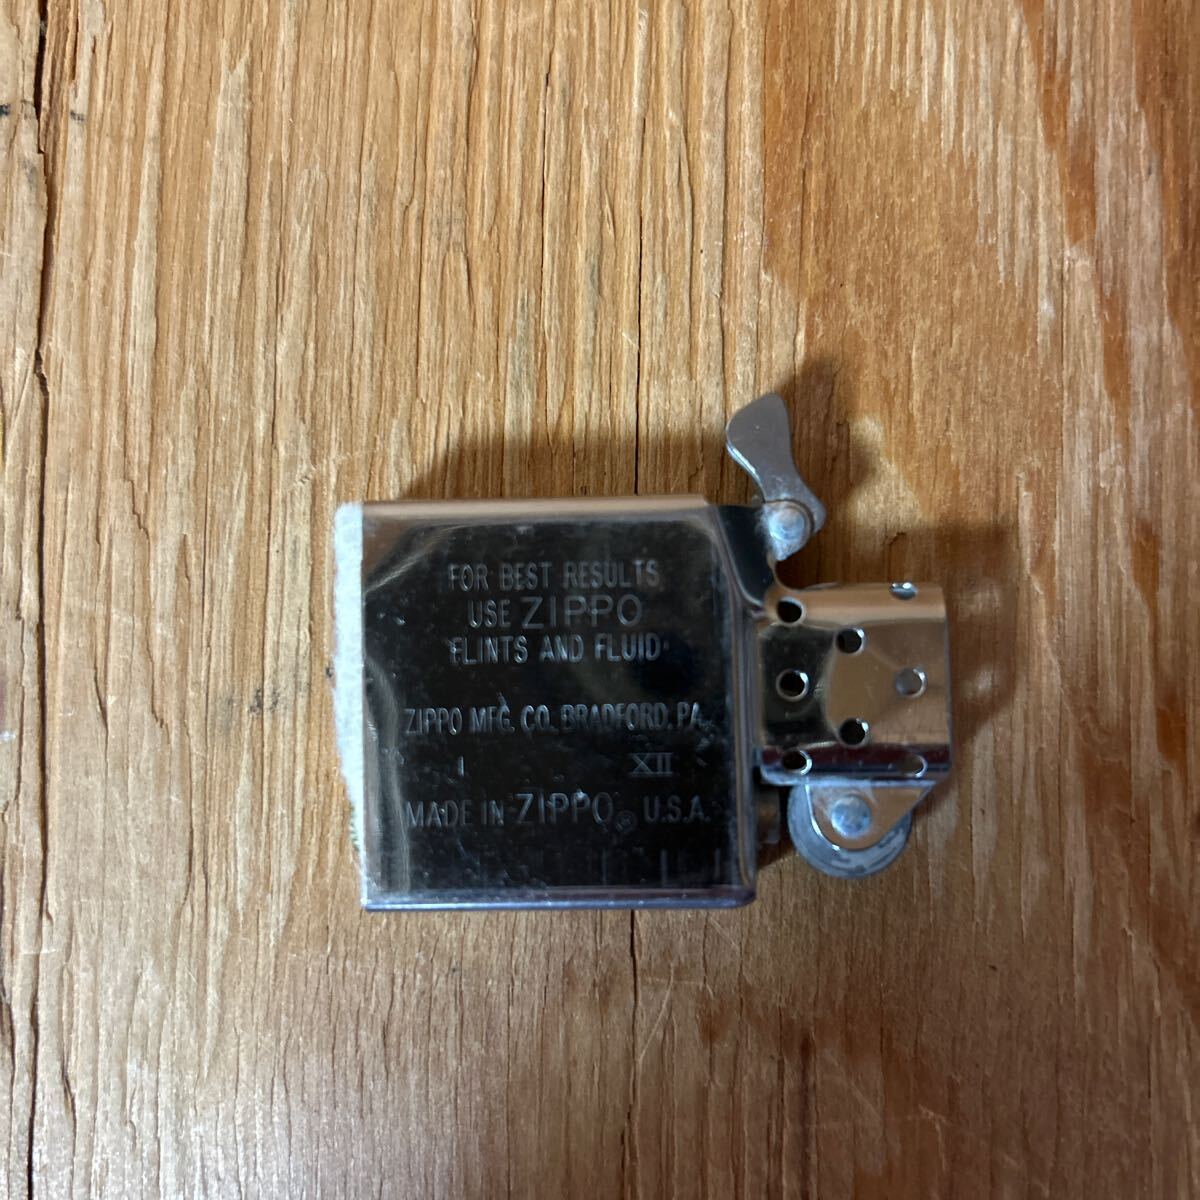 FOR BEST RESULTS
USE ZIPPO
FLINTS AND FLUID
ZIPPO MFG. CO. BRADFORD, PA.
I XII
MADE IN ZIPPO® U.S.A.